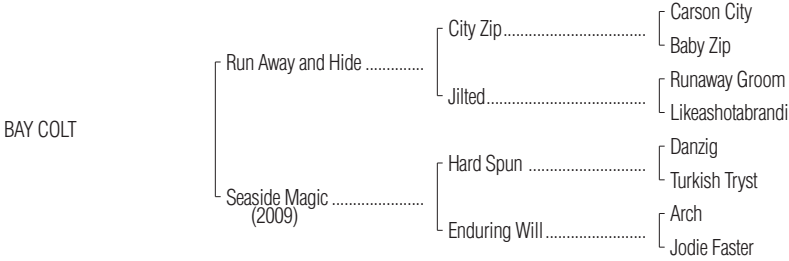 Carson City
City Zip................................
Baby Zip
Run Away and Hide ..............
Runaway Groom
Jilted....................................
Likeashotabrandi
BAY COLT
Danzig
Hard Spun ..........................
Turkish Tryst
Seaside Magic ......................
(2009)
Arch
Enduring Will........................
Jodie Faster